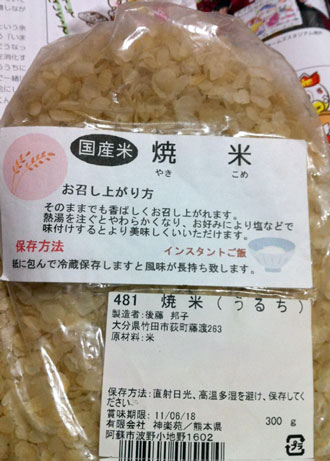 国産米 焼 米
やき こめ
お召し上がり方
そのままでも香ばしくお召し上がれます。
熱湯を注ぐとやわらかくなり、お好みにより塩などで
味付けするとより美味しくいいただけます。
保存方法
インスタントご飯
紙に包んで冷蔵保存しますと風味が長持ち致します。
481 焼米(うるち)
製造者:後藤 邦子
大分県竹田市荻町藤渡263
原材料:米
保存方法:直射日光、高温多湿を避け、保存してく
ださい
賞味期限: 11/06/18
300 g
有限会社 神楽苑/熊本県
阿蘇市波野小地野1602